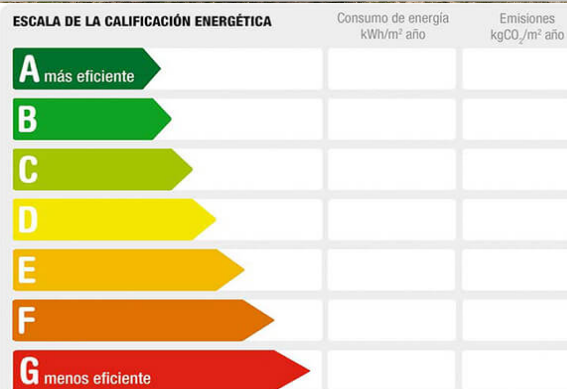 ESCALA DE LA CALIFICACIÓN ENERGÉTICA
Consumo de energía
kWh/m² año
Emisiones
kgCO₂/m² año
A más eficiente
B
C
D
E
F
G menos eficiente